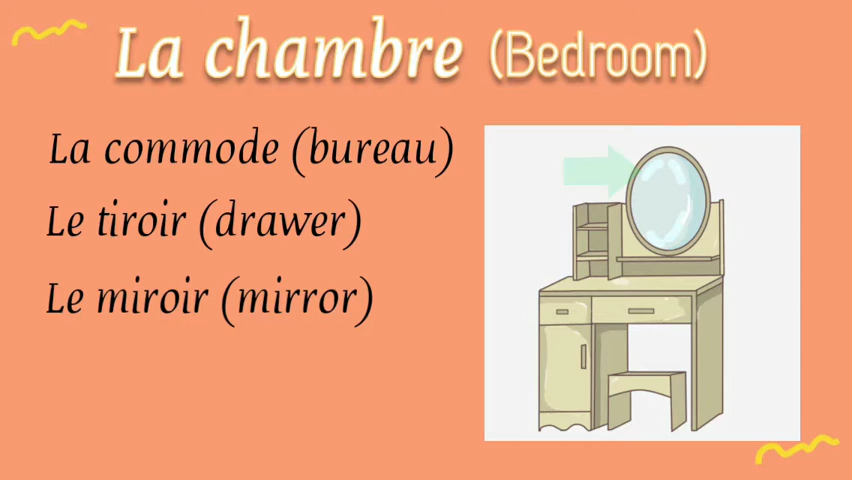 La chambre (Bedroom)
La commode (bureau)
Le tiroir (drawer)
Le miroir (mirror)